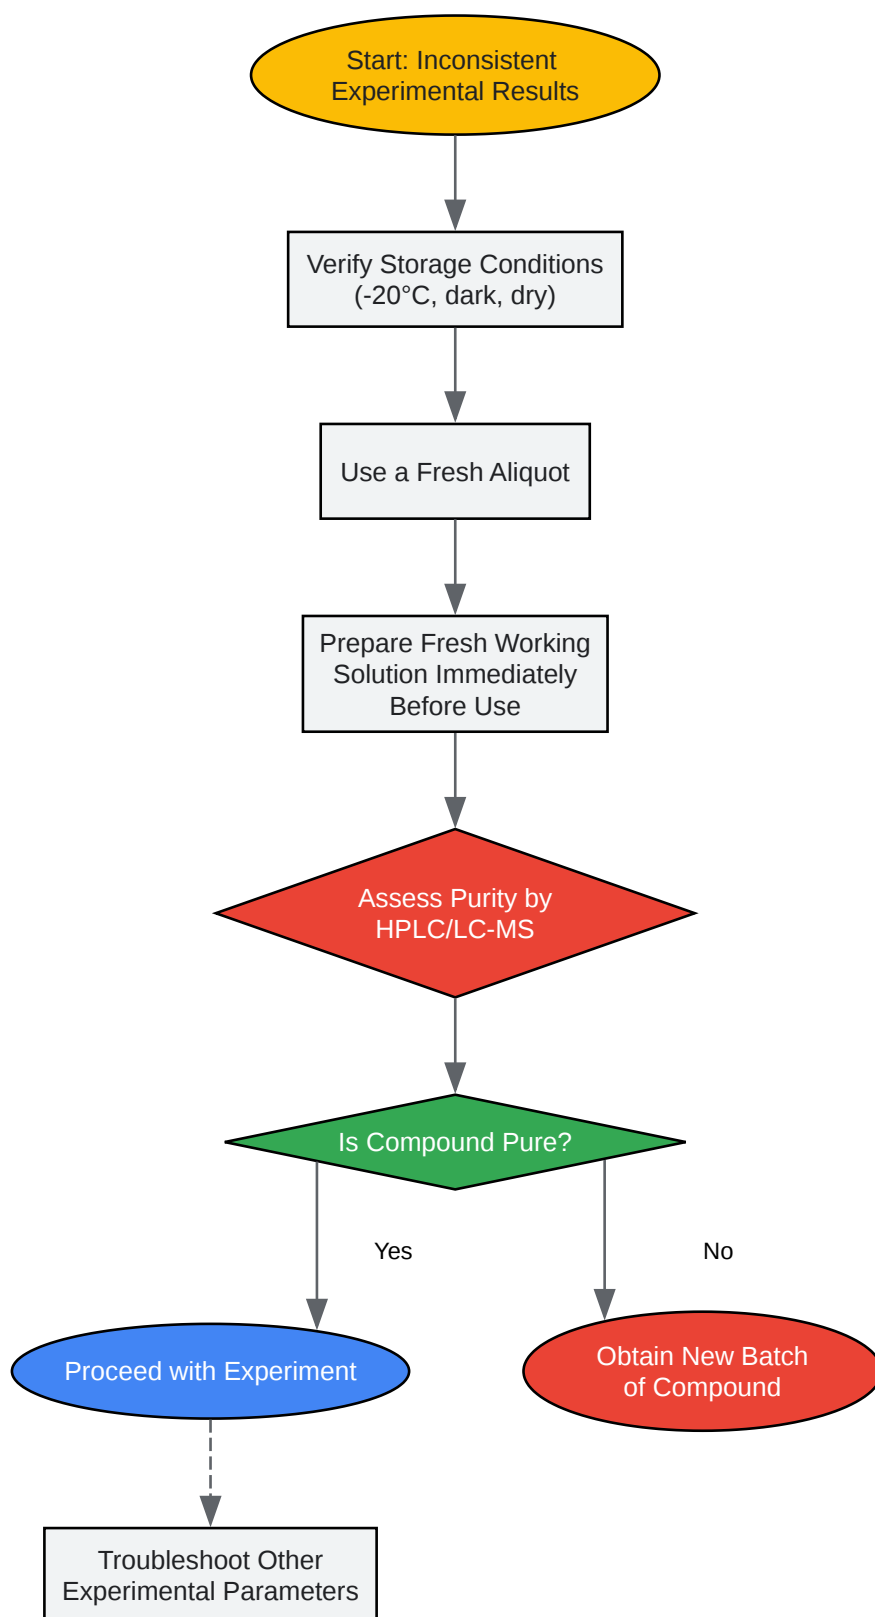 Start: Inconsistent
Experimental Results
Verify Storage Conditions
(-20°C, dark, dry)
Use a Fresh Aliquot
Prepare Fresh Working
Solution Immediately
Before Use
Assess Purity by
HPLC/LC-MS
Is Compound Pure?
Yes
No
Proceed with Experiment
Obtain New Batch
of Compound
Troubleshoot Other
Experimental Parameters